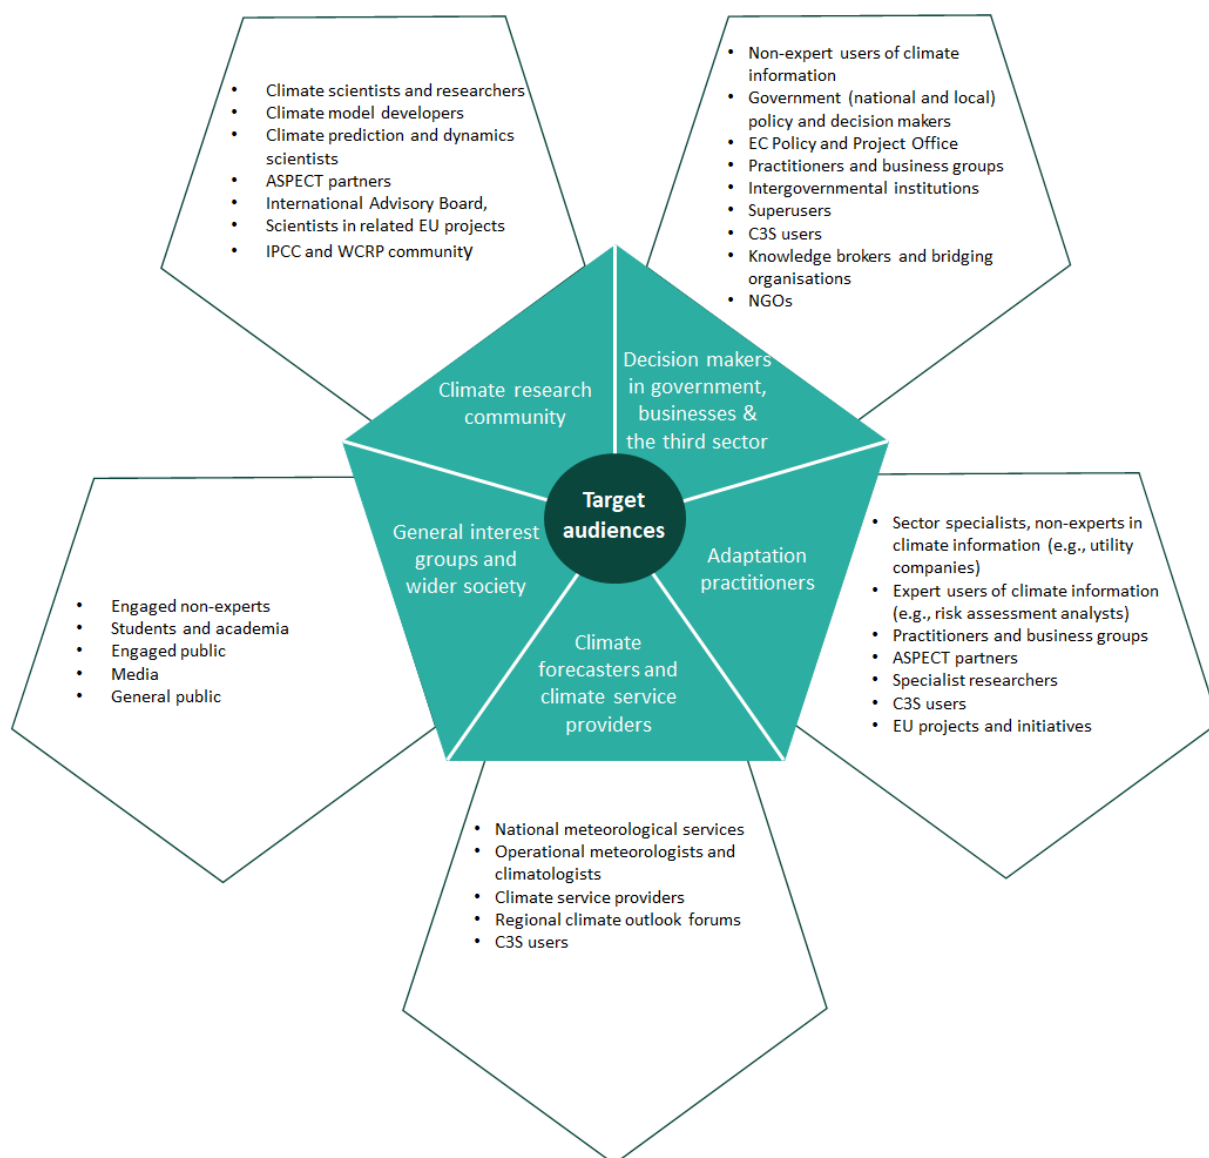 • Climate scientists and researchers
• Climate model developers
• Climate prediction and dynamics
scientists
• ASPECT partners
• International Advisory Board,
• Scientists in related EU projects
• IPCC and WCRP community
• Non-expert users of climate
information
• Government (national and local)
policy and decision makers
• EC Policy and Project Office
• Practitioners and business groups
• Intergovernmental institutions
• Superusers
• C3S users
• Knowledge brokers and bridging
organisations
• NGOs
Climate research
community
Decision makers
in government,
businesses &
the third sector
Target
audiences
General interest
groups and
wider society
Adaptation
practitioners
Climate
forecasters and
climate service
providers
• Engaged non-experts
• Students and academia
• Engaged public
• Media
• General public
• Sector specialists, non-experts in
climate information (e.g., utility
companies)
• Expert users of climate information
(e.g., risk assessment analysts)
• Practitioners and business groups
• ASPECT partners
• Specialist researchers
• C3S users
• EU projects and initiatives
• National meteorological services
• Operational meteorologists and
climatologists
• Climate service providers
• Regional climate outlook forums
• C3S users